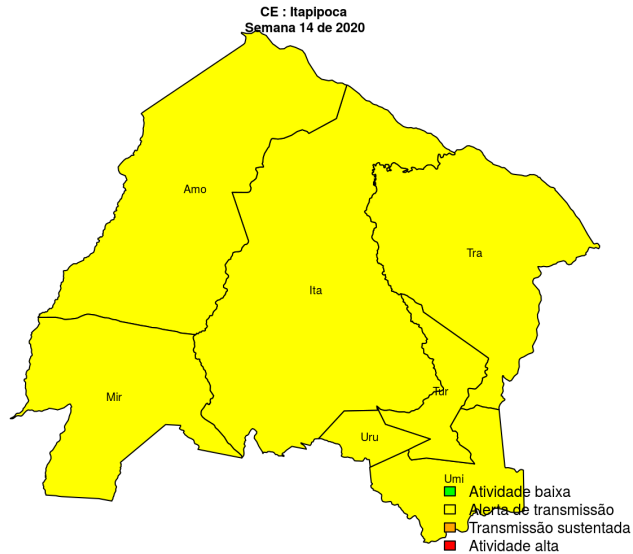 CE : Itapipoca
Semana 14 de 2020
Amo
Tra
Ita
Tur
Mir
Uru
Umi
Atividade baixa
Alerta de transmissão
Transmissão sustentada
Atividade alta